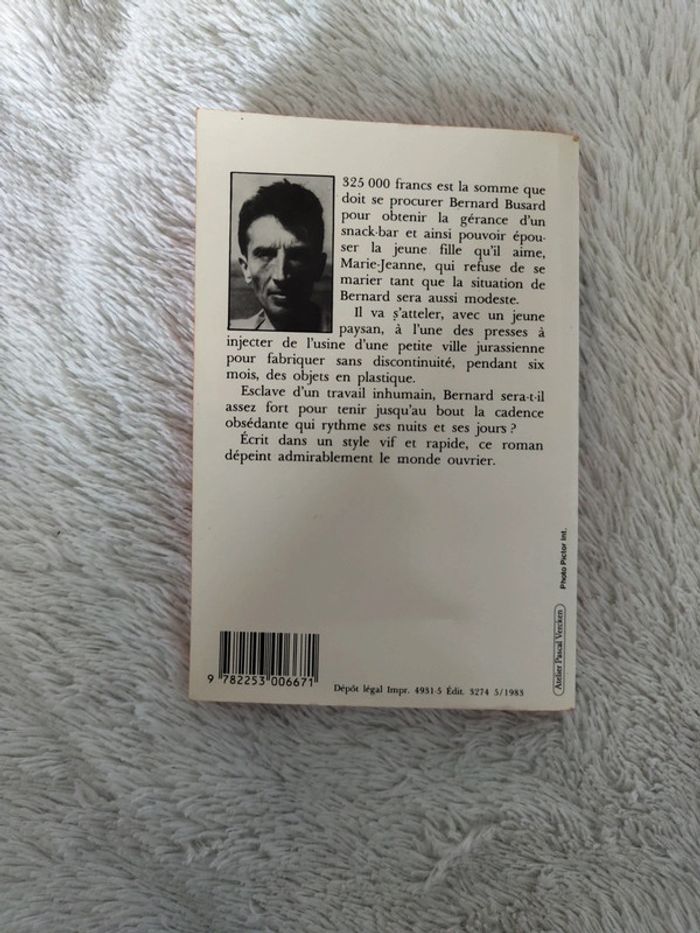 325 000 francs est la somme que
doit se procurer Bernard Busard
pour obtenir la gérance d'un
snack-bar et ainsi pouvoir épou-
ser la jeune fille qu'il aime,
Marie-Jeanne, qui refuse de se
marier tant que la situation de
Bernard sera aussi modeste.
Il va s'atteler, avec un jeune
paysan, à l'une des presses à
injecter de l'usine d'une petite ville jurassienne
pour fabriquer sans discontinuité, pendant six
mois, des objets en plastique.
Esclave d'un travail inhumain, Bernard sera-t-il
assez fort pour tenir jusqu'au bout la cadence
obsédante qui rythme ses nuits et ses jours ?
Écrit dans un style vif et rapide, ce roman
dépeint admirablement le monde ouvrier.
Photo Pictor Int.
Atelier Pascal Vercken
9 782253 006671
Dépôt légal Impr. 4931-5 Édit. 3274 5/1983